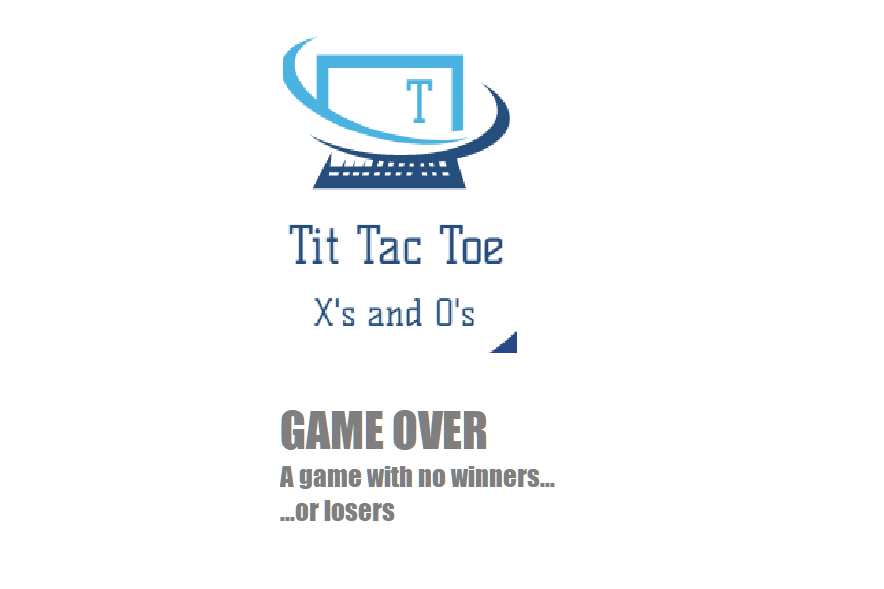 T
Tit Tac Toe
X's and O's
GAME OVER
A game with no winners...
...or losers